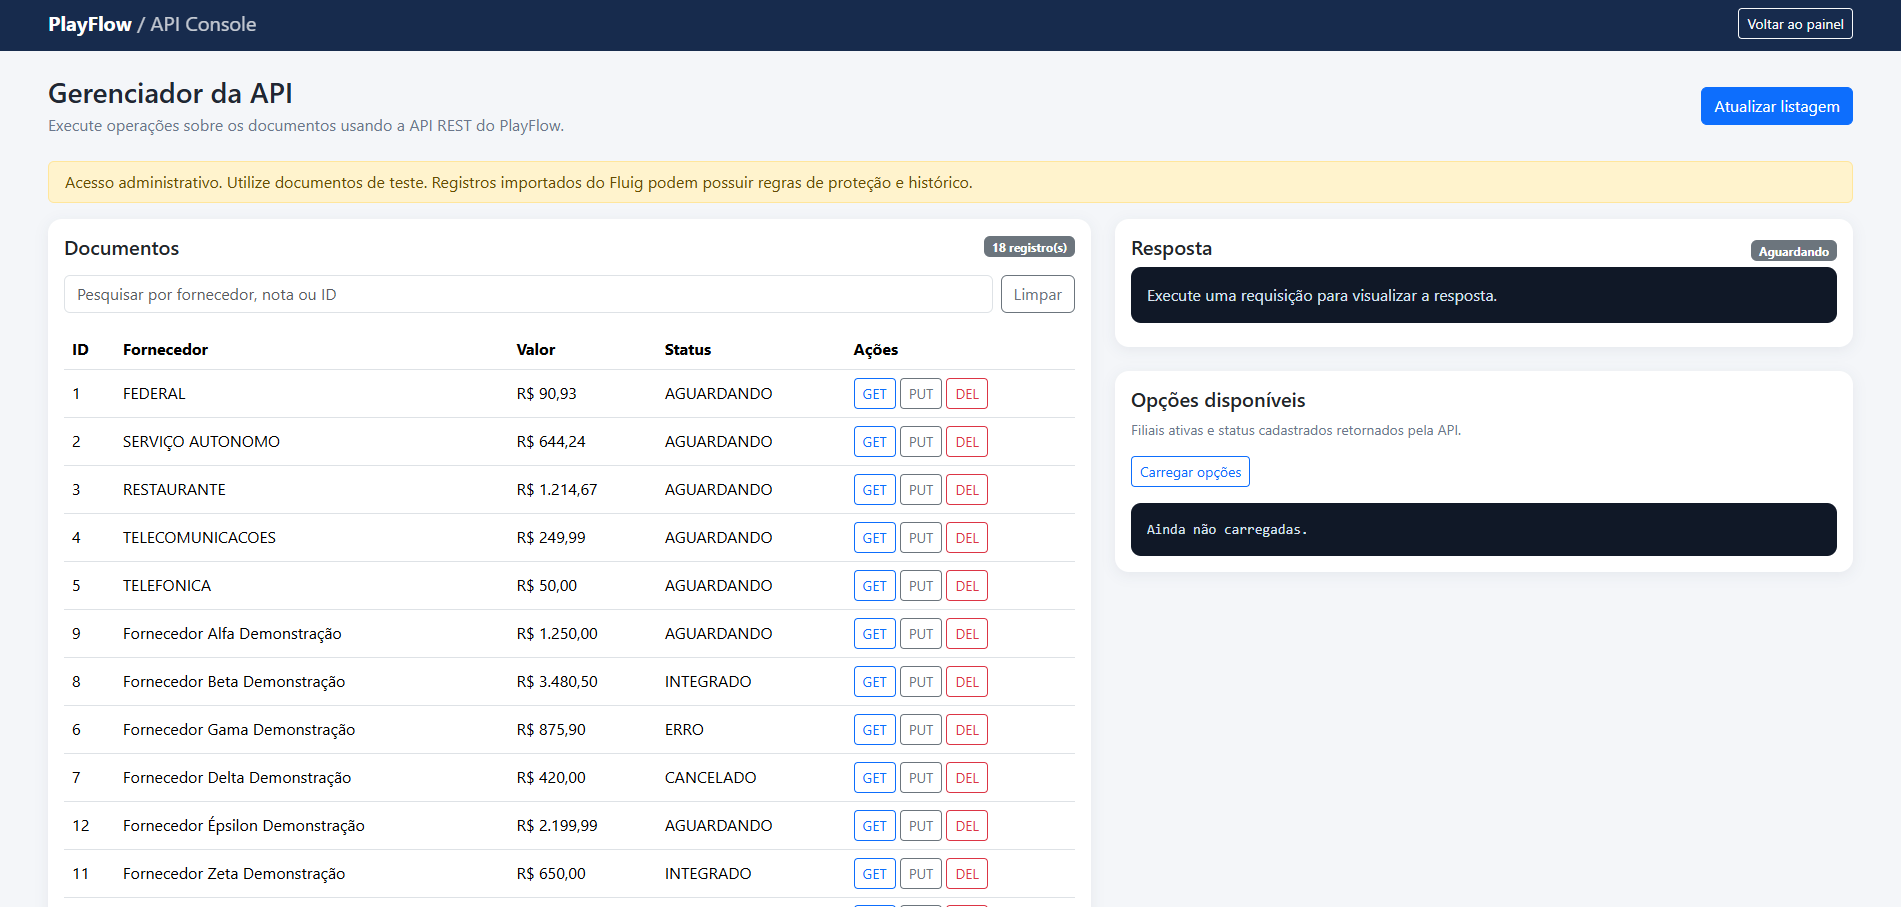 PlayFlow / API Console
Voltar ao painel
Gerenciador da API
Execute operações sobre os documentos usando a API REST do PlayFlow.
Atualizar listagem
Acesso administrativo. Utilize documentos de teste. Registros importados do Fluig podem possuir regras de proteção e histórico.
Documentos
18 registro(s)
Pesquisar por fornecedor, nota ou ID
Limpar
ID Fornecedor Valor Status Ações
1 FEDERAL R$ 90,93 AGUARDANDO GET PUT DEL
2 SERVIÇO AUTONOMO R$ 644,24 AGUARDANDO GET PUT DEL
3 RESTAURANTE R$ 1.214,67 AGUARDANDO GET PUT DEL
4 TELECOMUNICACOES R$ 249,99 AGUARDANDO GET PUT DEL
5 TELEFONICA R$ 50,00 AGUARDANDO GET PUT DEL
9 Fornecedor Alfa Demonstração R$ 1.250,00 AGUARDANDO GET PUT DEL
8 Fornecedor Beta Demonstração R$ 3.480,50 INTEGRADO GET PUT DEL
6 Fornecedor Gama Demonstração R$ 875,90 ERRO GET PUT DEL
7 Fornecedor Delta Demonstração R$ 420,00 CANCELADO GET PUT DEL
12 Fornecedor Épsilon Demonstração R$ 2.199,99 AGUARDANDO GET PUT DEL
11 Fornecedor Zeta Demonstração R$ 650,00 INTEGRADO GET PUT DEL
Resposta
Aguardando
Execute uma requisição para visualizar a resposta.
Opções disponíveis
Filiais ativas e status cadastrados retornados pela API.
Carregar opções
Ainda não carregadas.